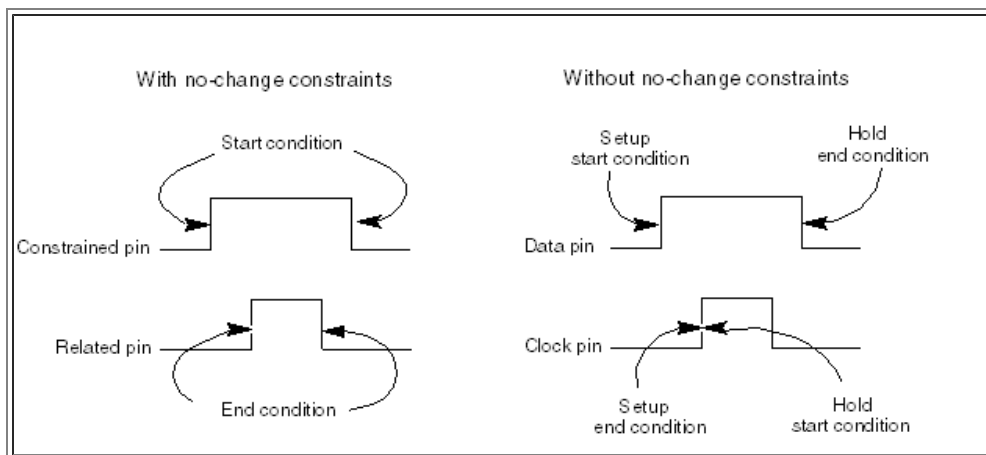 With no-change constraints
Start condition
Constrained pin
Related pin
End condition
Without no-change constraints
Setup
start condition
Hold
end condition
Data pin
Clock pin
Setup
end condition
Hold
start condition